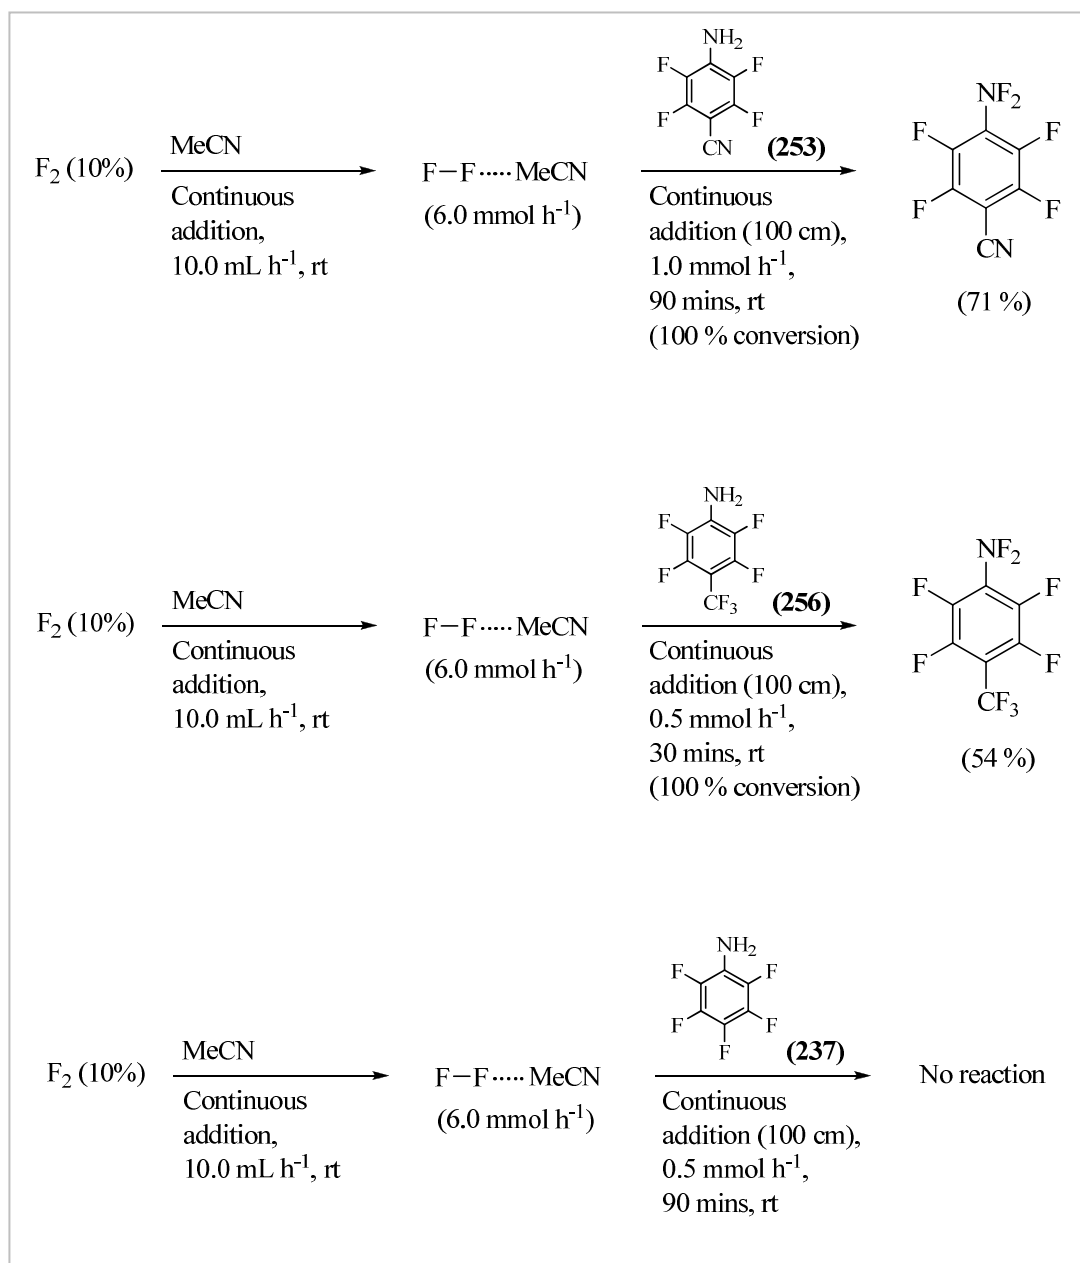 NH₂
F F
F F
CN (253)
F₂ (10%)
MeCN
Continuous
addition,
10.0 mL h⁻¹, rt
F–F·····MeCN
(6.0 mmol h⁻¹)
Continuous
addition (100 cm),
1.0 mmol h⁻¹,
90 mins, rt
(100 % conversion)
NF₂
F F
F F
CN
(71 %)
NH₂
F F
F F
CF₃ (256)
F₂ (10%)
MeCN
Continuous
addition,
10.0 mL h⁻¹, rt
F–F·····MeCN
(6.0 mmol h⁻¹)
Continuous
addition (100 cm),
0.5 mmol h⁻¹,
30 mins, rt
(100 % conversion)
NF₂
F F
F F
CF₃
(54 %)
NH₂
F F
F F
F (237)
F₂ (10%)
MeCN
Continuous
addition,
10.0 mL h⁻¹, rt
F–F·····MeCN
(6.0 mmol h⁻¹)
Continuous
addition (100 cm),
0.5 mmol h⁻¹,
90 mins, rt
No reaction